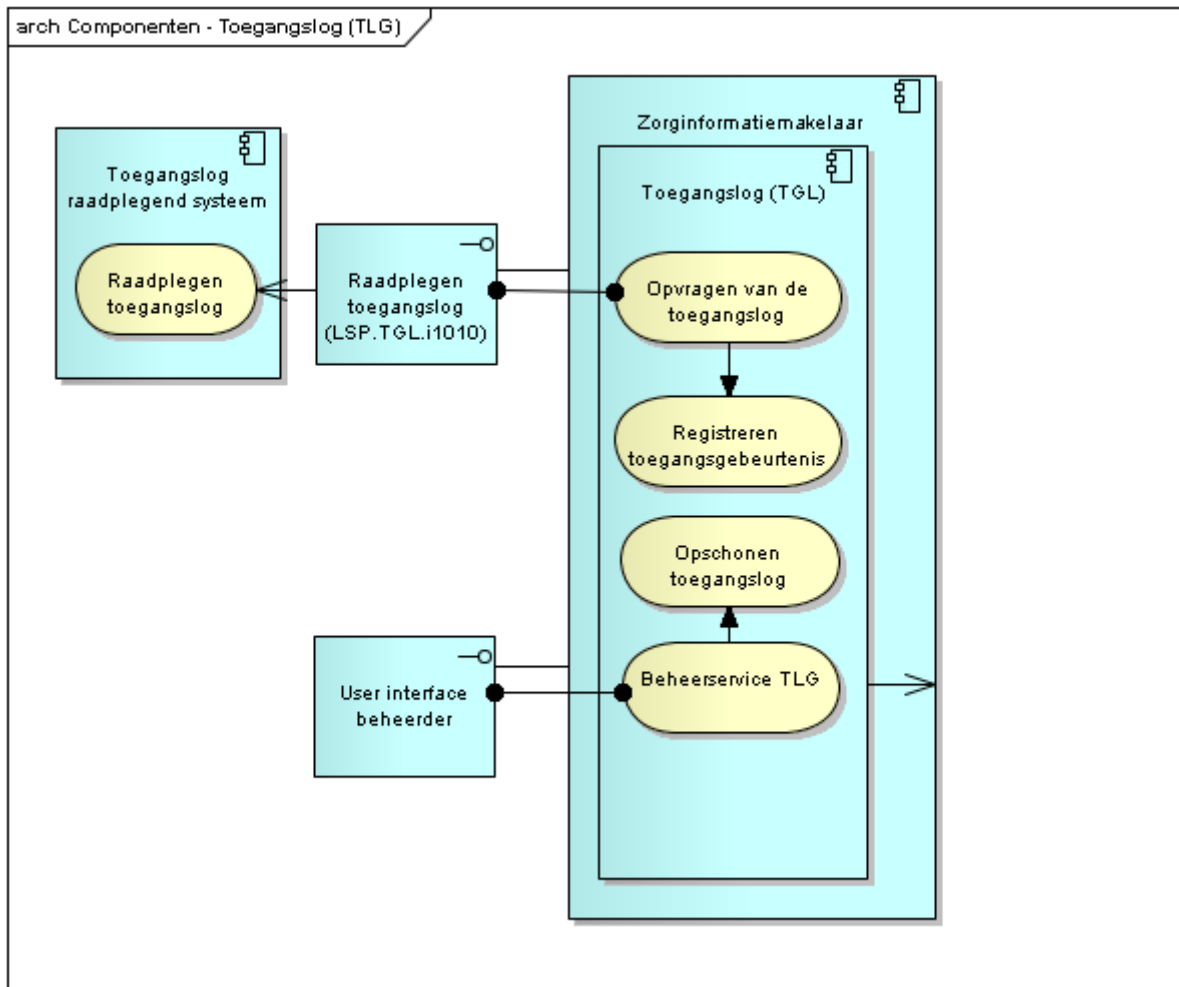 arch Componenten - Toegangslog (TLG)
Zorginformatiemakelaar
Toegangslog
raadplegend systeem
Toegangslog (TGL)
Raadplegen
toegangslog
Raadplegen
toegangslog
(LSP.TGL.i1010)
Opvragen van de
toegangslog
Registreren
toegangsgebeurtenis
Opschonen
toegangslog
User interface
beheerder
Beheerservice TLG